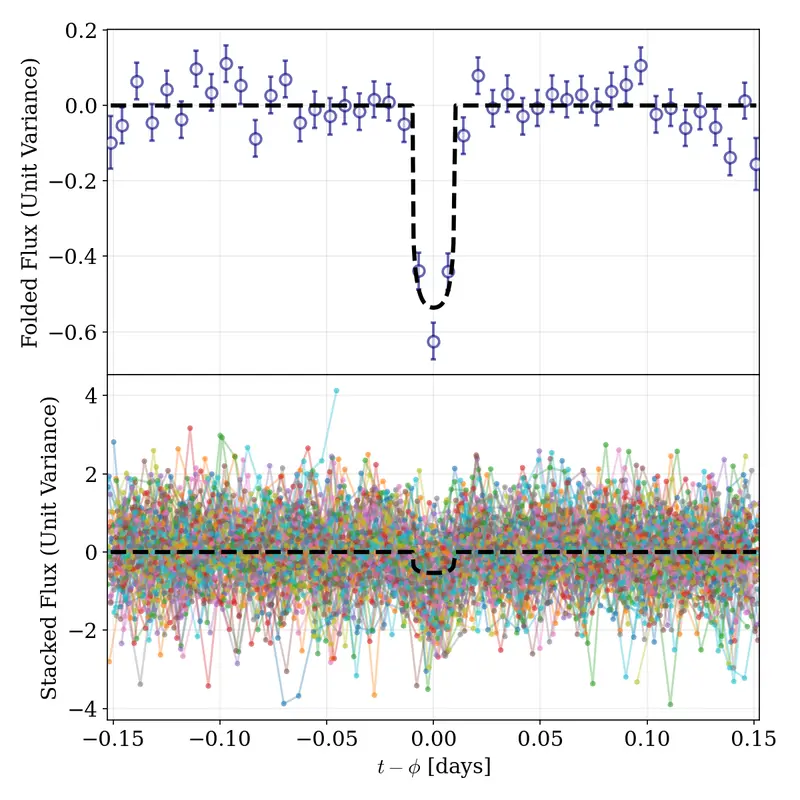 Folded Flux (Unit Variance)
0.2
0.0
−0.2
−0.4
−0.6
Stacked Flux (Unit Variance)
4
2
0
−2
−4
−0.15 −0.10 −0.05 0.00 0.05 0.10 0.15
t − ϕ [days]